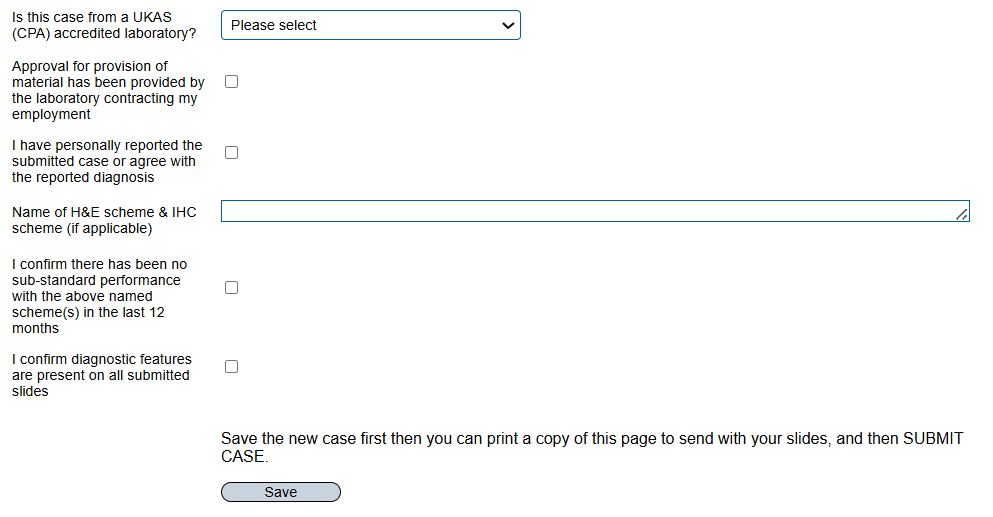 Is this case from a UKAS
(CPA) accredited laboratory?
Please select
Approval for provision of
material has been provided by
the laboratory contracting my
employment
I have personally reported the
submitted case or agree with
the reported diagnosis
Name of H&E scheme & IHC
scheme (if applicable)
I confirm there has been no
sub-standard performance
with the above named
scheme(s) in the last 12
months
I confirm diagnostic features
are present on all submitted
slides
Save the new case first then you can print a copy of this page to send with your slides, and then SUBMIT
CASE.
Save